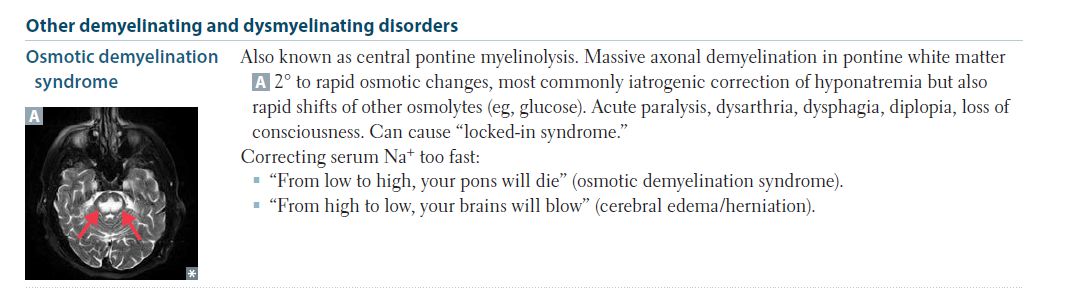 Other demyelinating and dysmyelinating disorders
Osmotic demyelination
syndrome
Also known as central pontine myelinolysis. Massive axonal demyelination in pontine white matter
A 2° to rapid osmotic changes, most commonly iatrogenic correction of hyponatremia but also
rapid shifts of other osmolytes (eg, glucose). Acute paralysis, dysarthria, dysphagia, diplopia, loss of
consciousness. Can cause “locked-in syndrome.”
Correcting serum Na⁺ too fast:
▪ “From low to high, your pons will die” (osmotic demyelination syndrome).
▪ “From high to low, your brains will blow” (cerebral edema/herniation).
A
*